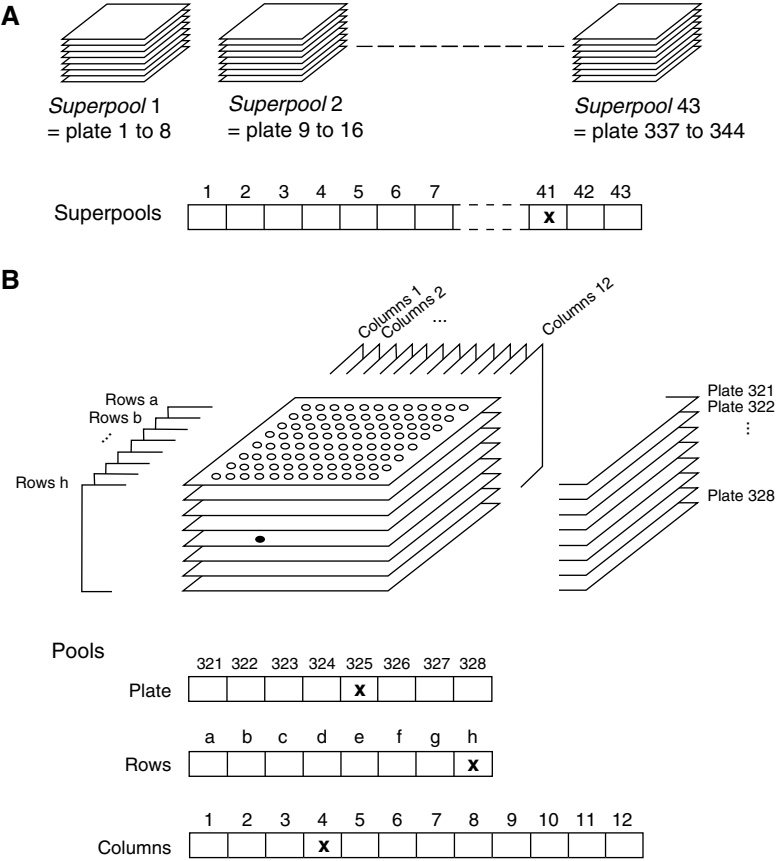 A
Superpool 1
= plate 1 to 8
Superpool 2
= plate 9 to 16
Superpool 43
= plate 337 to 344
1 2 3 4 5 6 7 41 42 43
Superpools x
B
Columns 1
Columns 2
...
Columns 12
Rows a
Rows b
...
Rows h
Plate 321
Plate 322
...
Plate 328
Pools
321 322 323 324 325 326 327 328
Plate x
a b c d e f g h
Rows x
1 2 3 4 5 6 7 8 9 10 11 12
Columns x